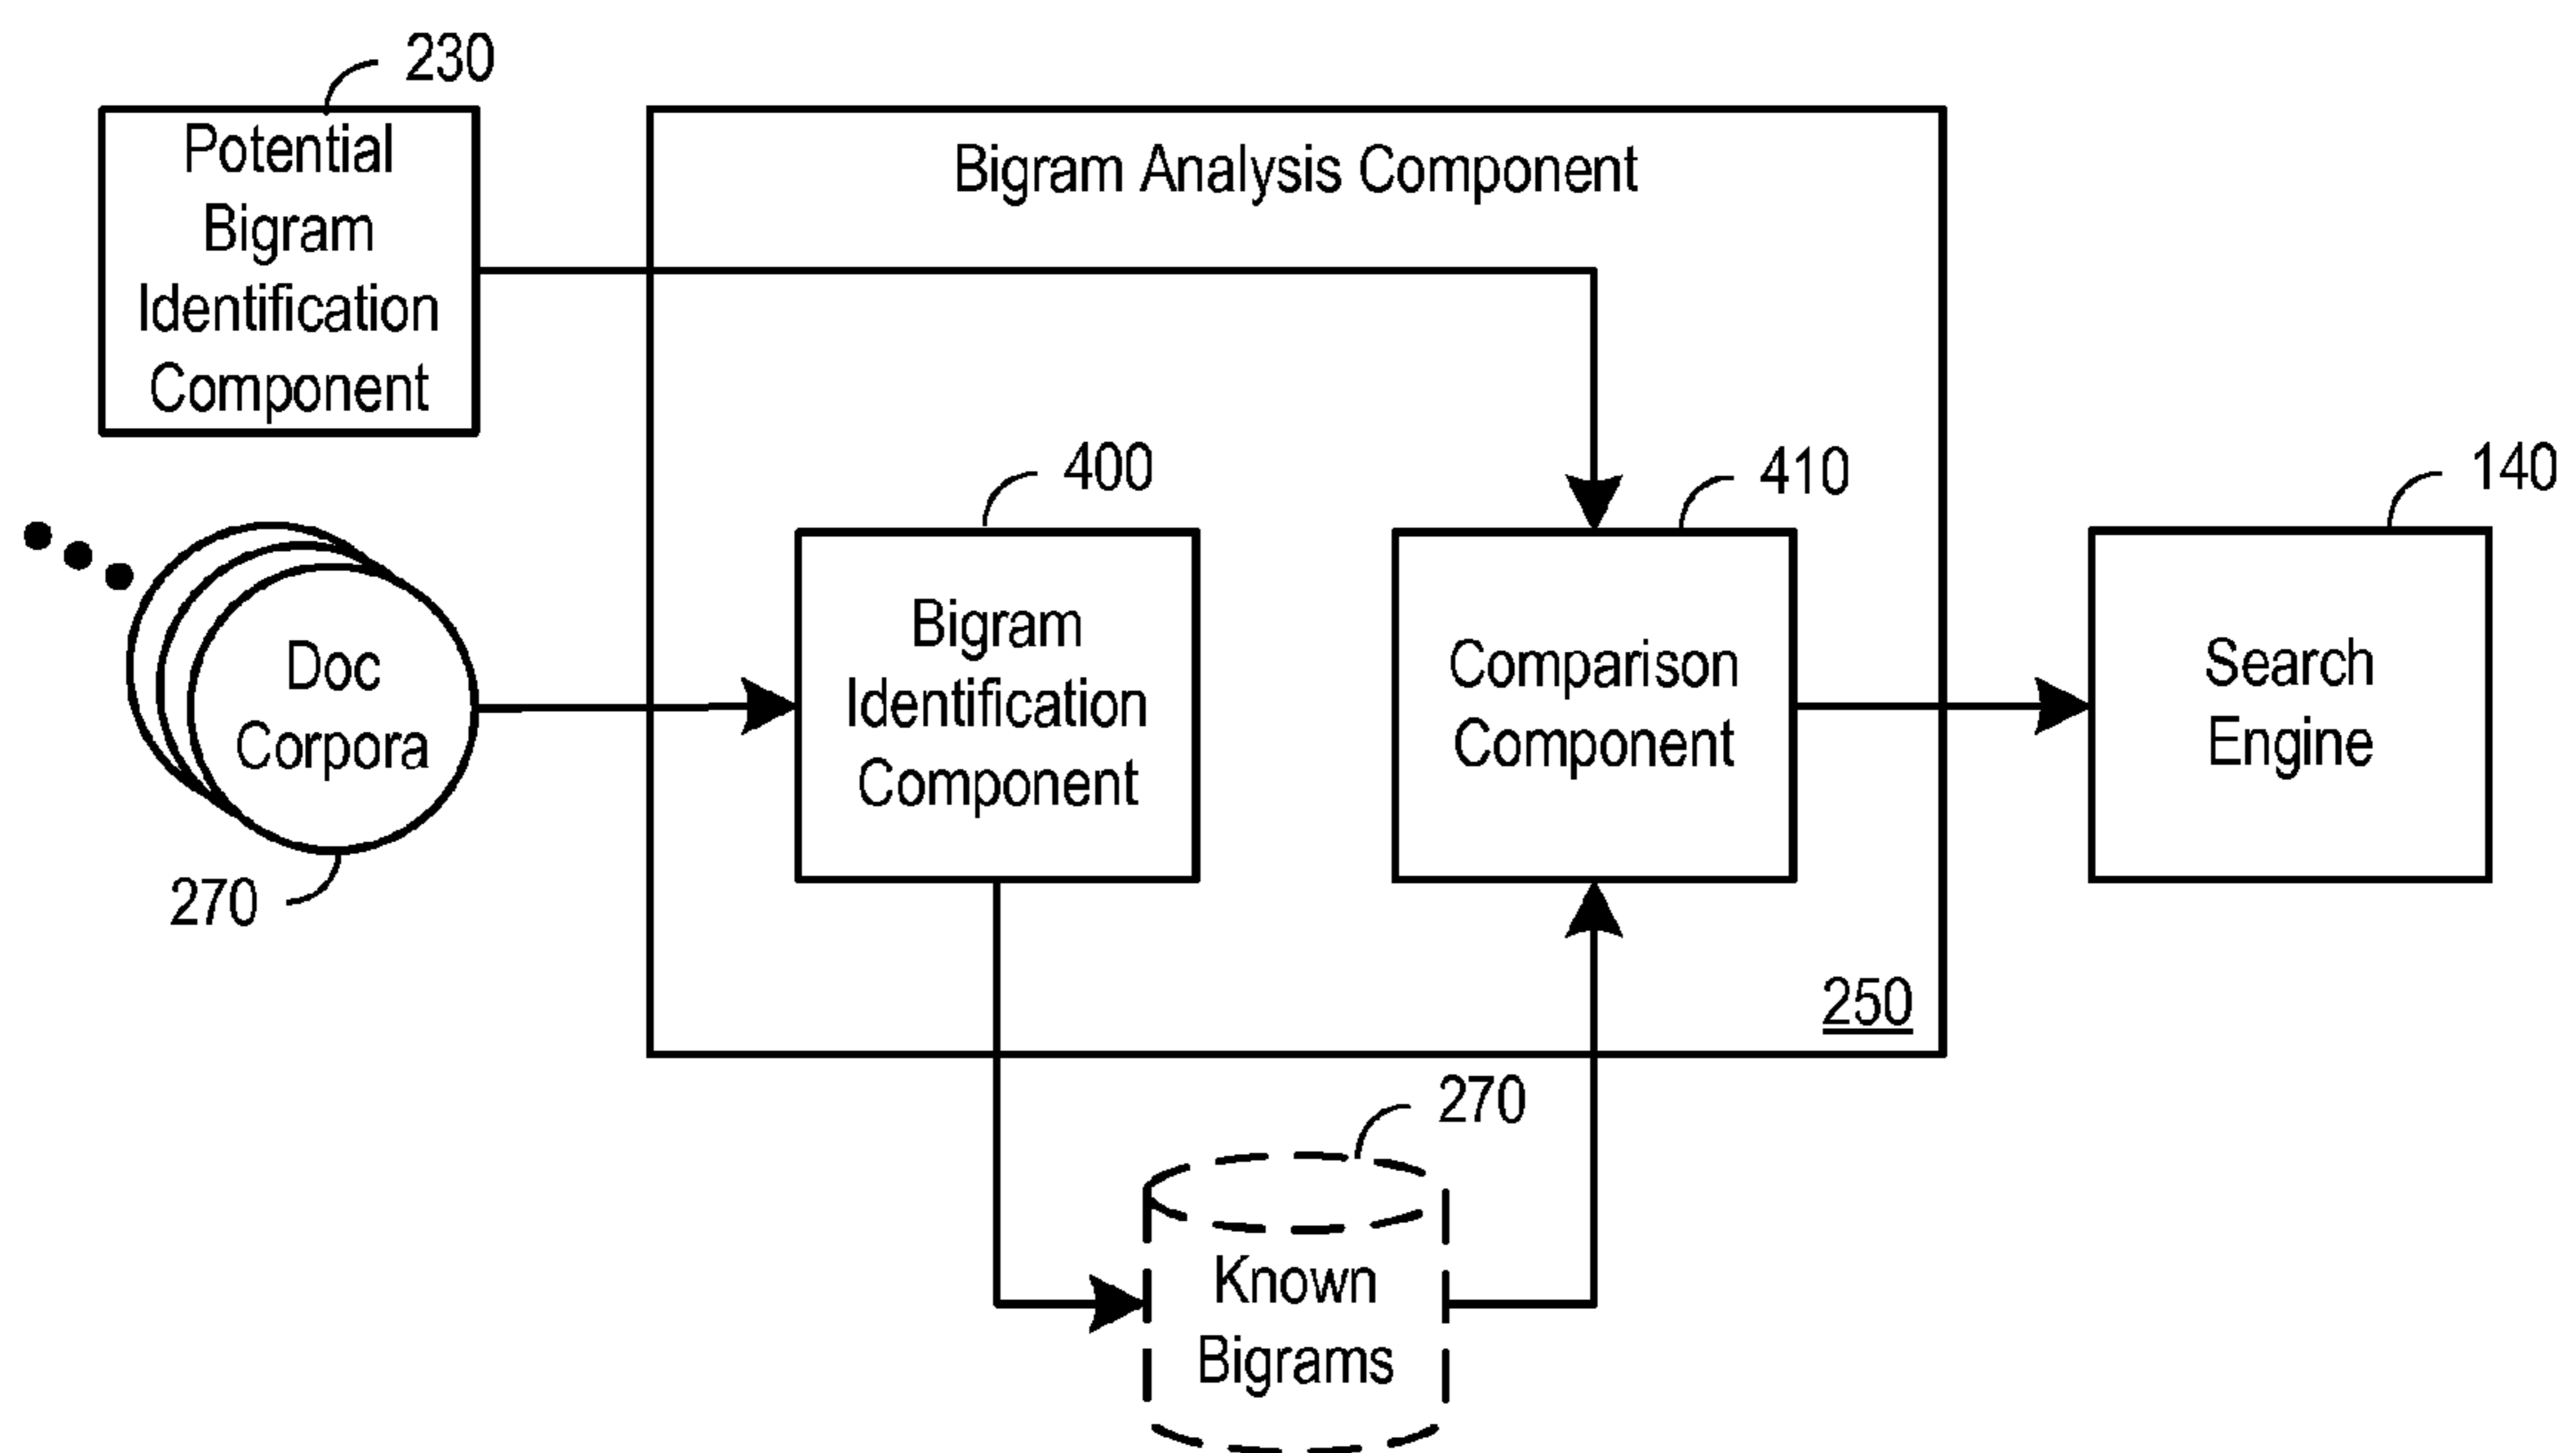 230
Potential
Bigram
Identification
Component
Bigram Analysis Component
400
410
140
Doc
Corpora
270
Bigram
Identification
Component
Comparison
Component
Search
Engine
250
270
Known
Bigrams